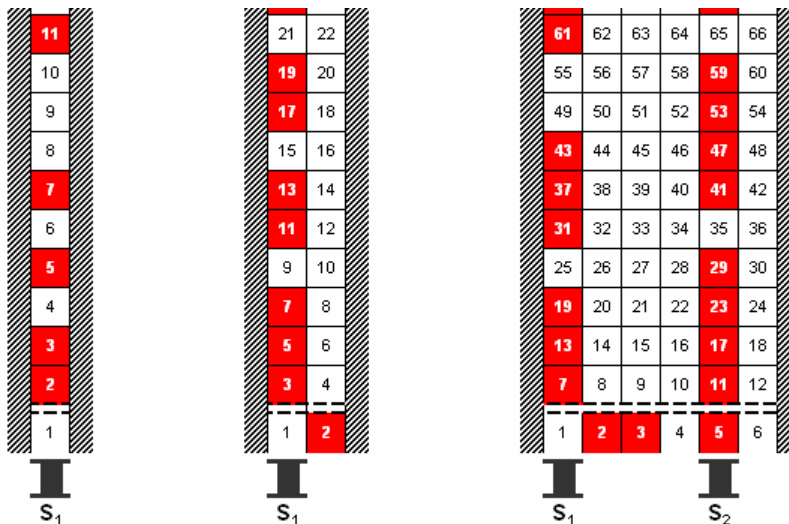 11
10
9
8
7
6
5
4
3
2
1
S₁
21 22
19 20
17 18
15 16
13 14
11 12
9 10
7 8
5 6
3 4
1 2
S₁
61 62 63 64 65 66
55 56 57 58 59 60
49 50 51 52 53 54
43 44 45 46 47 48
37 38 39 40 41 42
31 32 33 34 35 36
25 26 27 28 29 30
19 20 21 22 23 24
13 14 15 16 17 18
7 8 9 10 11 12
1 2 3 4 5 6
S₁ S₂